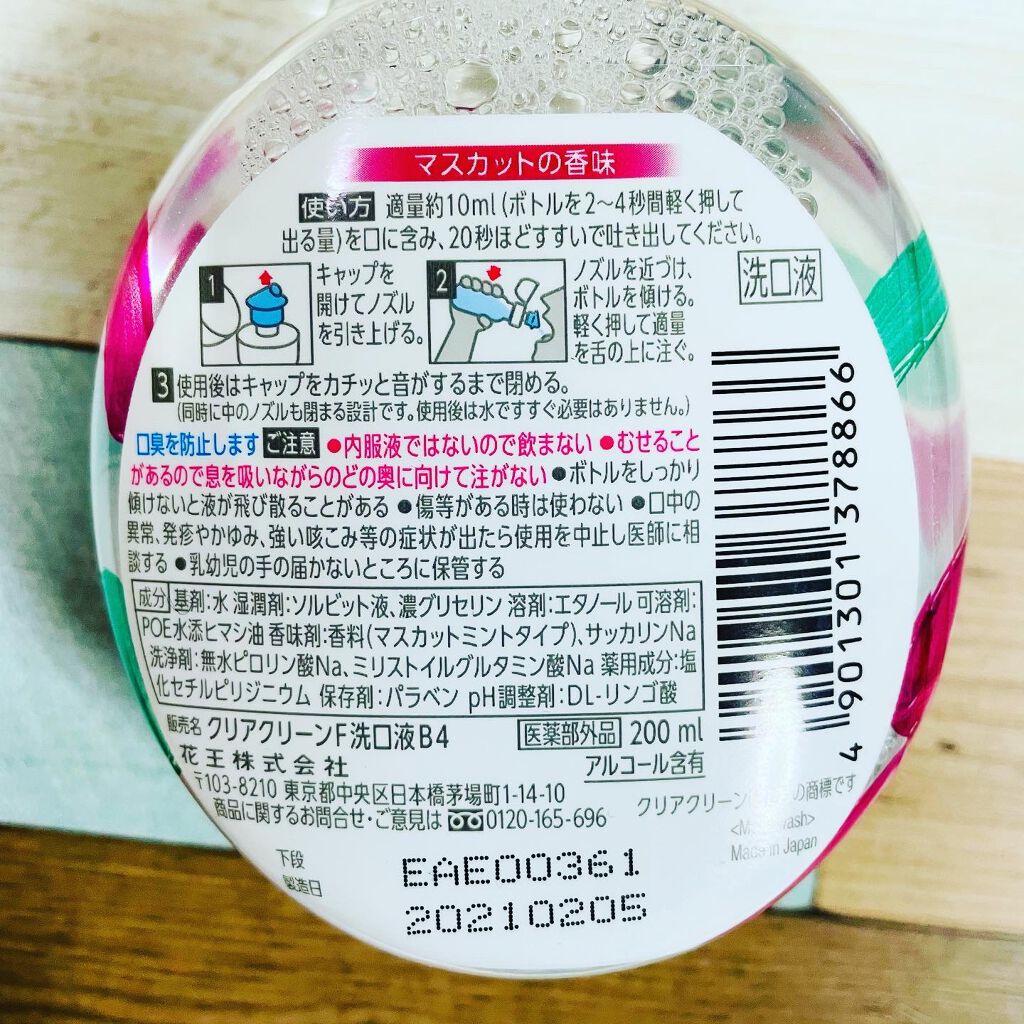 マスカットの香味
使い方 適量約10ml(ボトルを2〜4秒間軽く押して
出る量)を口に含み、20秒ほどすすいで吐き出してください。
洗口液
1 キャップを
開けてノズル
を引き上げる。
2 ノズルを近づけ、
ボトルを傾ける。
軽く押して適量
を舌の上に注ぐ。
3 使用後はキャップをカチッと音がするまで閉める。
(同時に中のノズルも閉まる設計です。使用後は水ですすぐ必要はありません。)
口臭を防止します ご注意 ●内服液ではないので飲まない ●むせること
があるので息を吸いながらのどの奥に向けて注がない ●ボトルをしっかり
傾けないと液が飛び散ることがある ●傷等がある時は使わない ●口中の
異常、発疹やかゆみ、強い咳こみ等の症状が出たら使用を中止し医師に相
談する ●乳幼児の手の届かないところに保管する
成分 基剤:水 湿潤剤:ソルビット液、濃グリセリン 溶剤:エタノール 可溶剤:
POE水添ヒマシ油 香味剤:香料(マスカットミントタイプ)、サッカリンNa
洗浄剤:無水ピロリン酸Na、ミリストイルグルタミン酸Na 薬用成分:塩
化セチルピリジニウム 保存剤:パラベン pH調整剤:DL-リンゴ酸
販売名 クリアクリーンF洗口液B4 医薬部外品 200 ml
花王株式会社 アルコール含有
〒103-8210 東京都中央区日本橋茅場町1-14-10
商品に関するお問合せ・ご意見は 0120-165-696
クリアクリーン の商標です
Made in Japan
下段
製造日
EAE00361
20210205
4 901301 378866